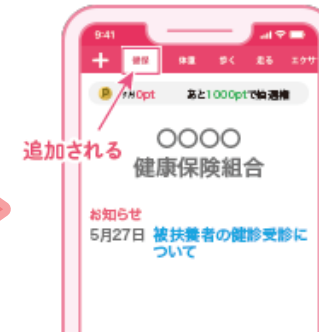 9:41
健保 体重 歩く 走る エクサ
0pt あと1000ptで抽選権
追加される
〇〇〇〇
健康保険組合
お知らせ
5月27日 被扶養者の健診受診に
ついて